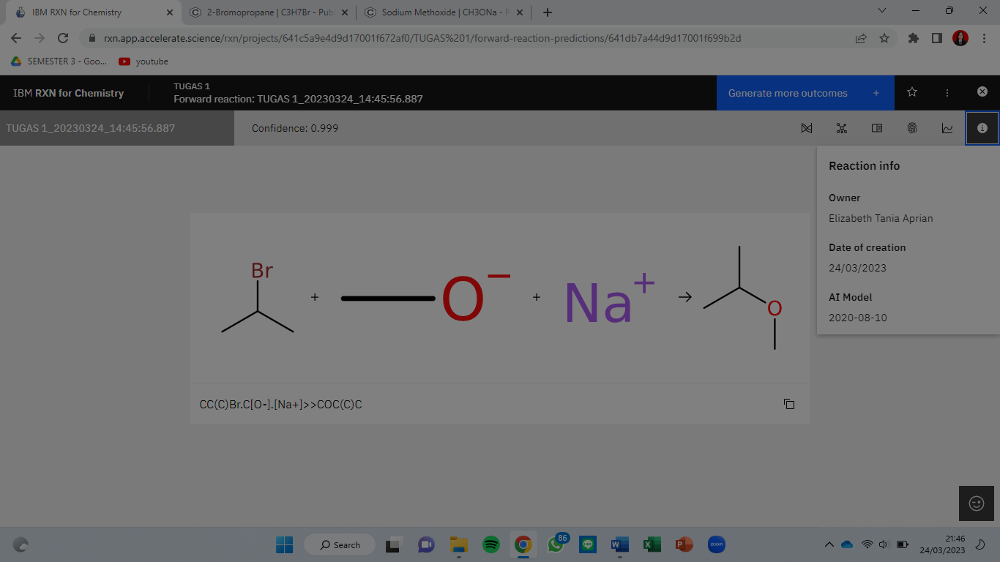 IBM RXN for Chemistry
2-Bromopropane | C3H7Br - Pub
Sodium Methoxide | CH3ONa - P
rxn.app.accelerate.science/rxn/projects/641c5a9e4d9d17001f672af0/TUGAS%201/forward-reaction-predictions/641db7a44d9d17001f699b2d
SEMESTER 3 - Goo...
youtube
IBM RXN for Chemistry
TUGAS 1
Forward reaction: TUGAS 1_20230324_14:45:56.887
Generate more outcomes +
TUGAS 1_20230324_14:45:56.887
Confidence: 0.999
Reaction info
Owner
Elizabeth Tania Aprian
Date of creation
24/03/2023
AI Model
2020-08-10
Br
+
O−
+
Na+
→
O
CC(C)Br.C[O-].[Na+]>>COC(C)C
Search
86
LINE
W
X
P
zoom
21:46
24/03/2023